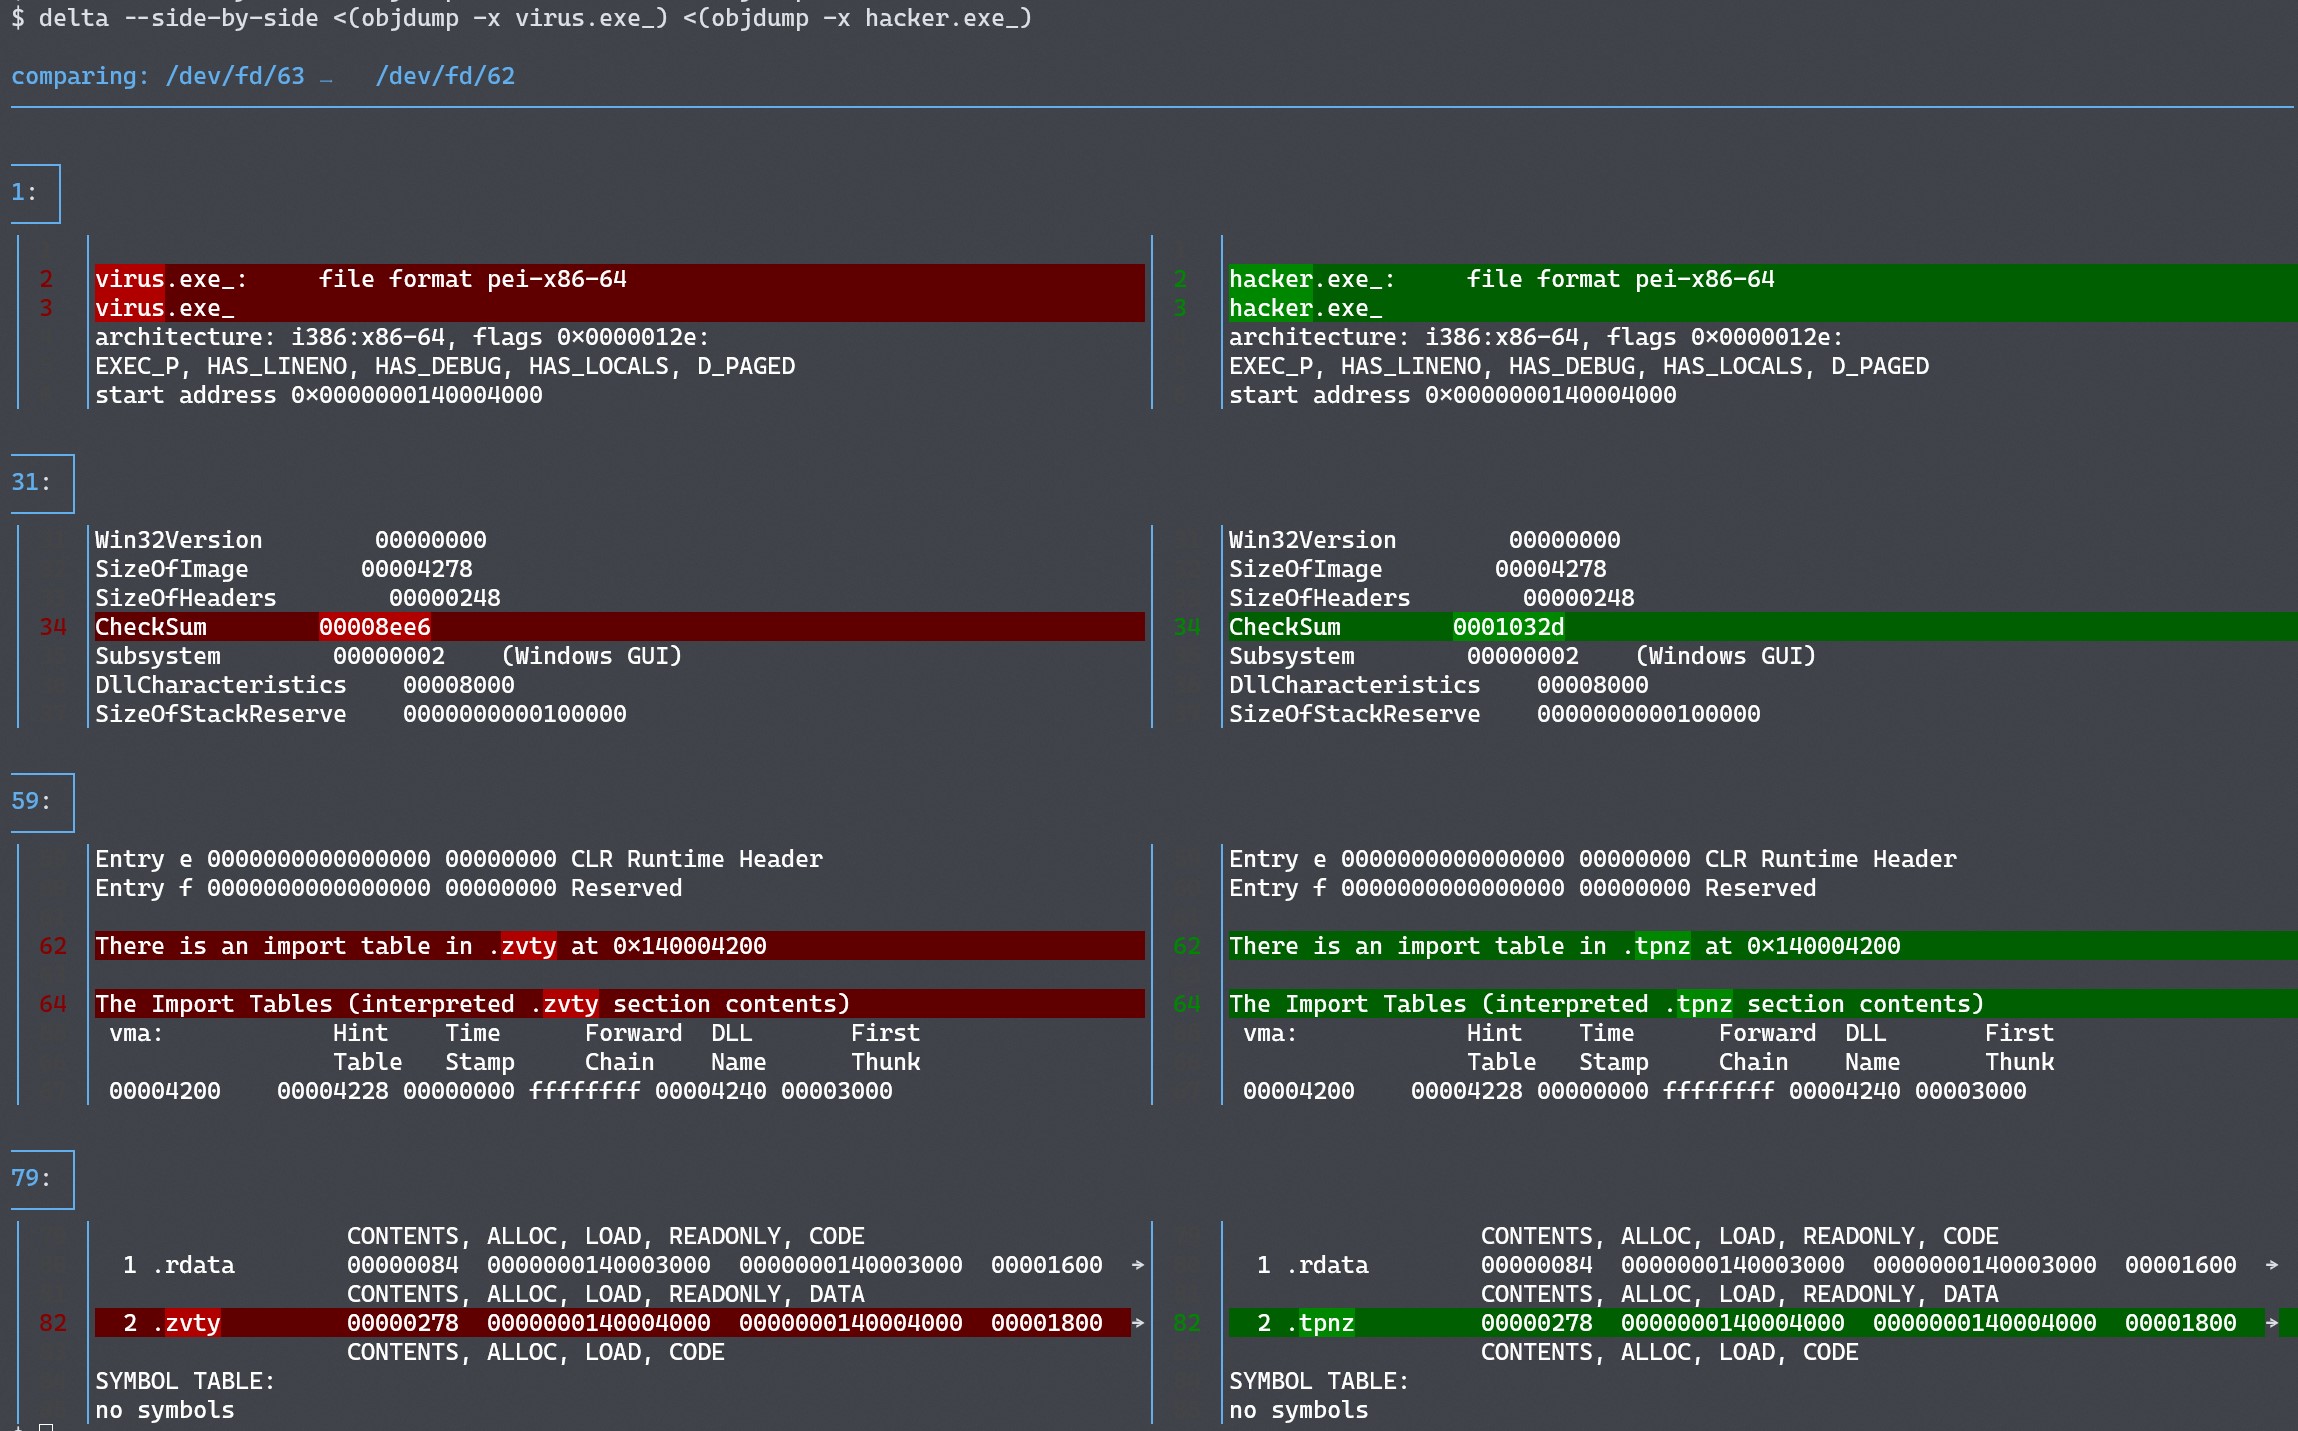 $ delta --side-by-side <(objdump -x virus.exe_) <(objdump -x hacker.exe_)
comparing: /dev/fd/63 … /dev/fd/62
1:
2 virus.exe_: file format pei-x86-64 2 hacker.exe_: file format pei-x86-64
3 virus.exe_ 3 hacker.exe_
architecture: i386:x86-64, flags 0x0000012e: architecture: i386:x86-64, flags 0x0000012e:
EXEC_P, HAS_LINENO, HAS_DEBUG, HAS_LOCALS, D_PAGED EXEC_P, HAS_LINENO, HAS_DEBUG, HAS_LOCALS, D_PAGED
start address 0x0000000140004000 start address 0x0000000140004000
31:
Win32Version 00000000 Win32Version 00000000
SizeOfImage 00004278 SizeOfImage 00004278
SizeOfHeaders 00000248 SizeOfHeaders 00000248
34 CheckSum 00008ee6 34 CheckSum 0001032d
Subsystem 00000002 (Windows GUI) Subsystem 00000002 (Windows GUI)
DllCharacteristics 00008000 DllCharacteristics 00008000
SizeOfStackReserve 0000000000100000 SizeOfStackReserve 0000000000100000
59:
Entry e 0000000000000000 00000000 CLR Runtime Header Entry e 0000000000000000 00000000 CLR Runtime Header
Entry f 0000000000000000 00000000 Reserved Entry f 0000000000000000 00000000 Reserved
62 There is an import table in .zvty at 0x140004200 62 There is an import table in .tpnz at 0x140004200
64 The Import Tables (interpreted .zvty section contents) 64 The Import Tables (interpreted .tpnz section contents)
vma: Hint Time Forward DLL First vma: Hint Time Forward DLL First
Table Stamp Chain Name Thunk Table Stamp Chain Name Thunk
00004200 00004228 00000000 ffffffff 00004240 00003000 00004200 00004228 00000000 ffffffff 00004240 00003000
79:
CONTENTS, ALLOC, LOAD, READONLY, CODE CONTENTS, ALLOC, LOAD, READONLY, CODE
1 .rdata 00000084 0000000140003000 0000000140003000 00001600 → 1 .rdata 00000084 0000000140003000 0000000140003000 00001600 →
CONTENTS, ALLOC, LOAD, READONLY, DATA CONTENTS, ALLOC, LOAD, READONLY, DATA
82 2 .zvty 00000278 0000000140004000 0000000140004000 00001800 → 82 2 .tpnz 00000278 0000000140004000 0000000140004000 00001800 →
CONTENTS, ALLOC, LOAD, CODE CONTENTS, ALLOC, LOAD, CODE
SYMBOL TABLE: SYMBOL TABLE:
no symbols no symbols